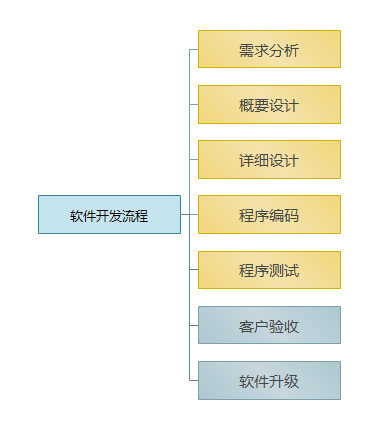 需求分析
概要设计
详细设计
软件开发流程
程序编码
程序测试
客户验收
软件升级